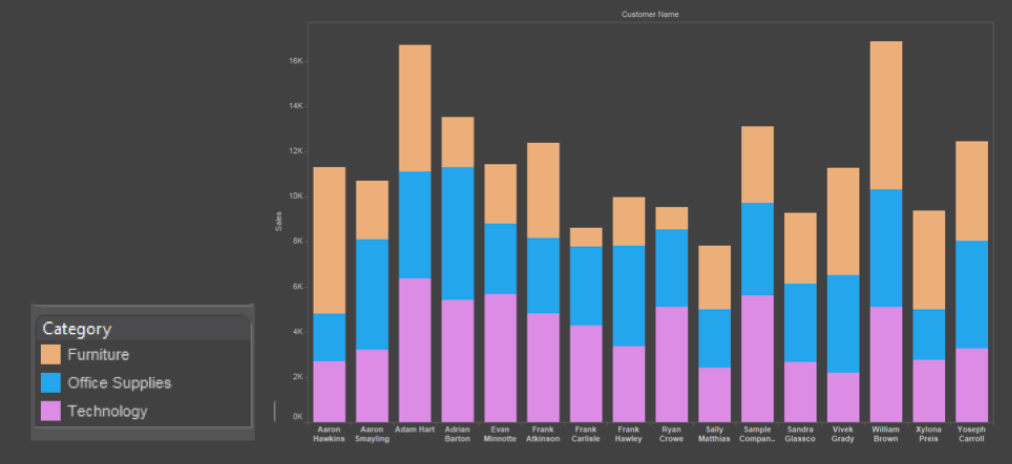 Customer Name
16K
14K
12K
10K
8K
6K
4K
2K
0K
Sales
Aaron Hawkins
Aaron Smayling
Adam Hart
Adrian Barton
Evan Minnotte
Frank Atkinson
Frank Carlisle
Frank Hawley
Ryan Crowe
Sally Matthias
Sample Compan..
Sandra Glassco
Vivek Grady
William Brown
Xylona Preis
Yoseph Carroll
Category
Furniture
Office Supplies
Technology